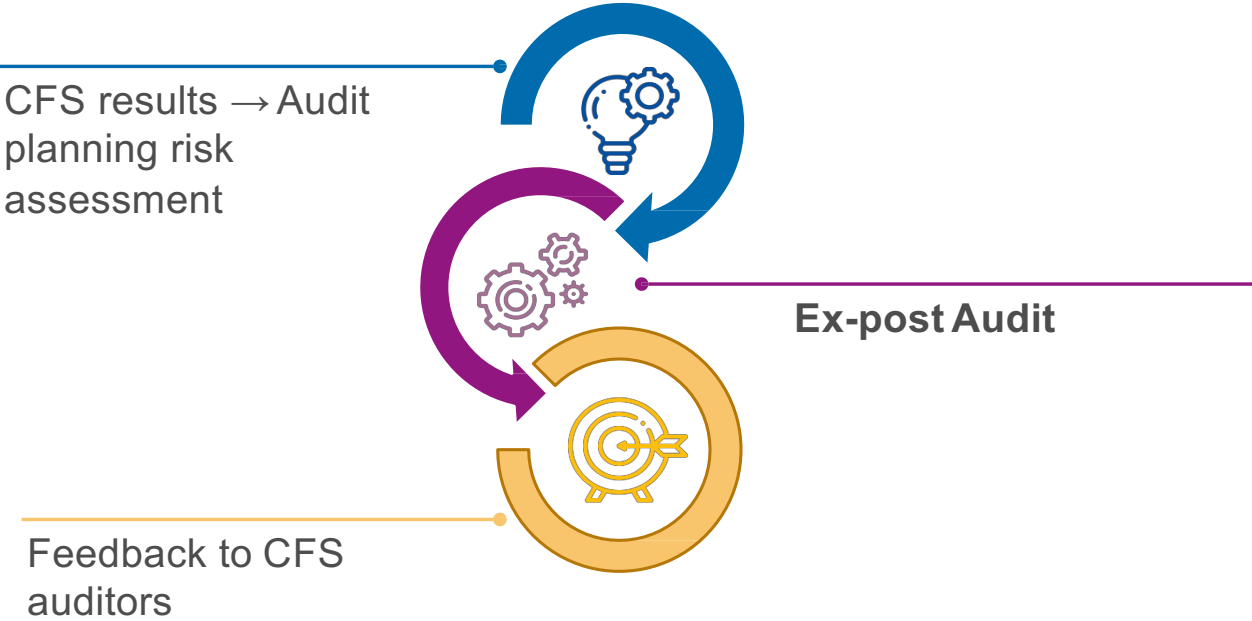 CFS results → Audit
planning risk
assessment
Ex-post Audit
Feedback to CFS
auditors